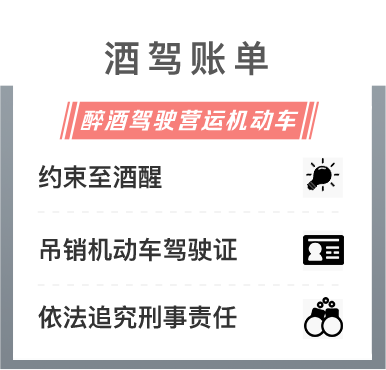 酒驾账单
醉酒驾驶营运机动车
约束至酒醒
吊销机动车驾驶证
依法追究刑事责任